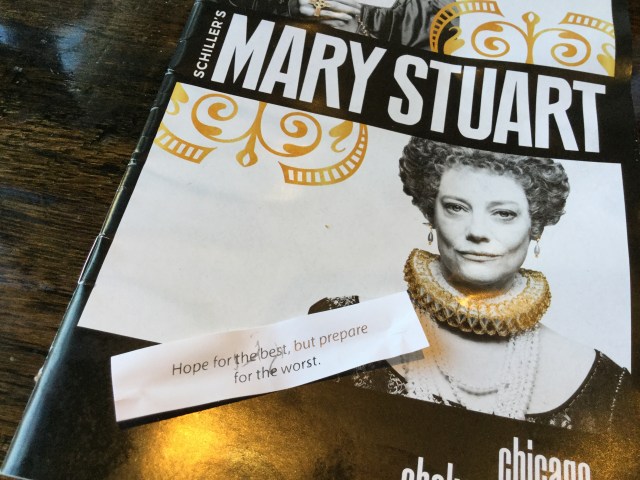 SCHILLER'S
MARY STUART
Hope for the best, but prepare
for the worst.
chicago